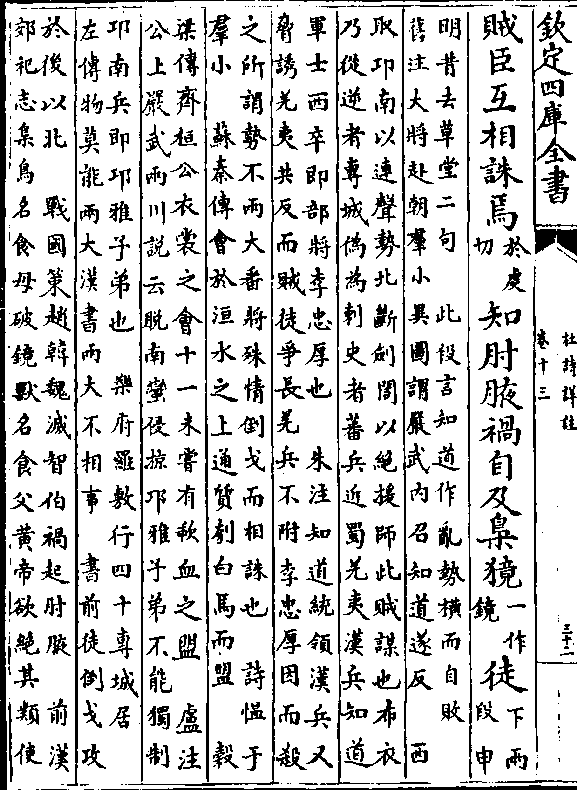 欽定四庫全書
杜詩詳註
卷十三
三十二
賊臣互相誅焉於虔切知肘腋禍自及梟獍一作鏡徒下兩段申
明昔去草堂二句　此段言知道作亂勢橫而自敗
舊注大將赴朝羣小異圖謂嚴武内召知道遂反　西
取邛南以連聲勢北斷劍閣以絶援師此賊謀也布衣
乃從逆者專城偽為刺史者蕃兵近蜀羌夷漢兵知道
軍士西卒即部將李忠厚也　朱注知道統領漢兵又
脅誘羌夷共反而賊徒爭長羌兵不附李忠厚因而殺
之所謂勢不兩大番將殊情倒戈而相誅也　詩愠于
羣小　蘇秦傳會於洹水之上通質刳白馬而盟　穀
梁傳齊桓公衣裳之會十一未嘗有歃血之盟　盧注
公上嚴武兩川説云脱南蠻侵掠邛雅子弟不能獨制
邛南兵即邛雅子弟也　樂府羅敷行四十專城居
左傳物莫能兩大漢書兩大不相事　書前徒倒戈攻
於後以北　戰國策趙韓魏滅智伯禍起肘腋　前漢
郊祀志梟鳥名食母破鏡獸名食父黄帝欲絶其類使